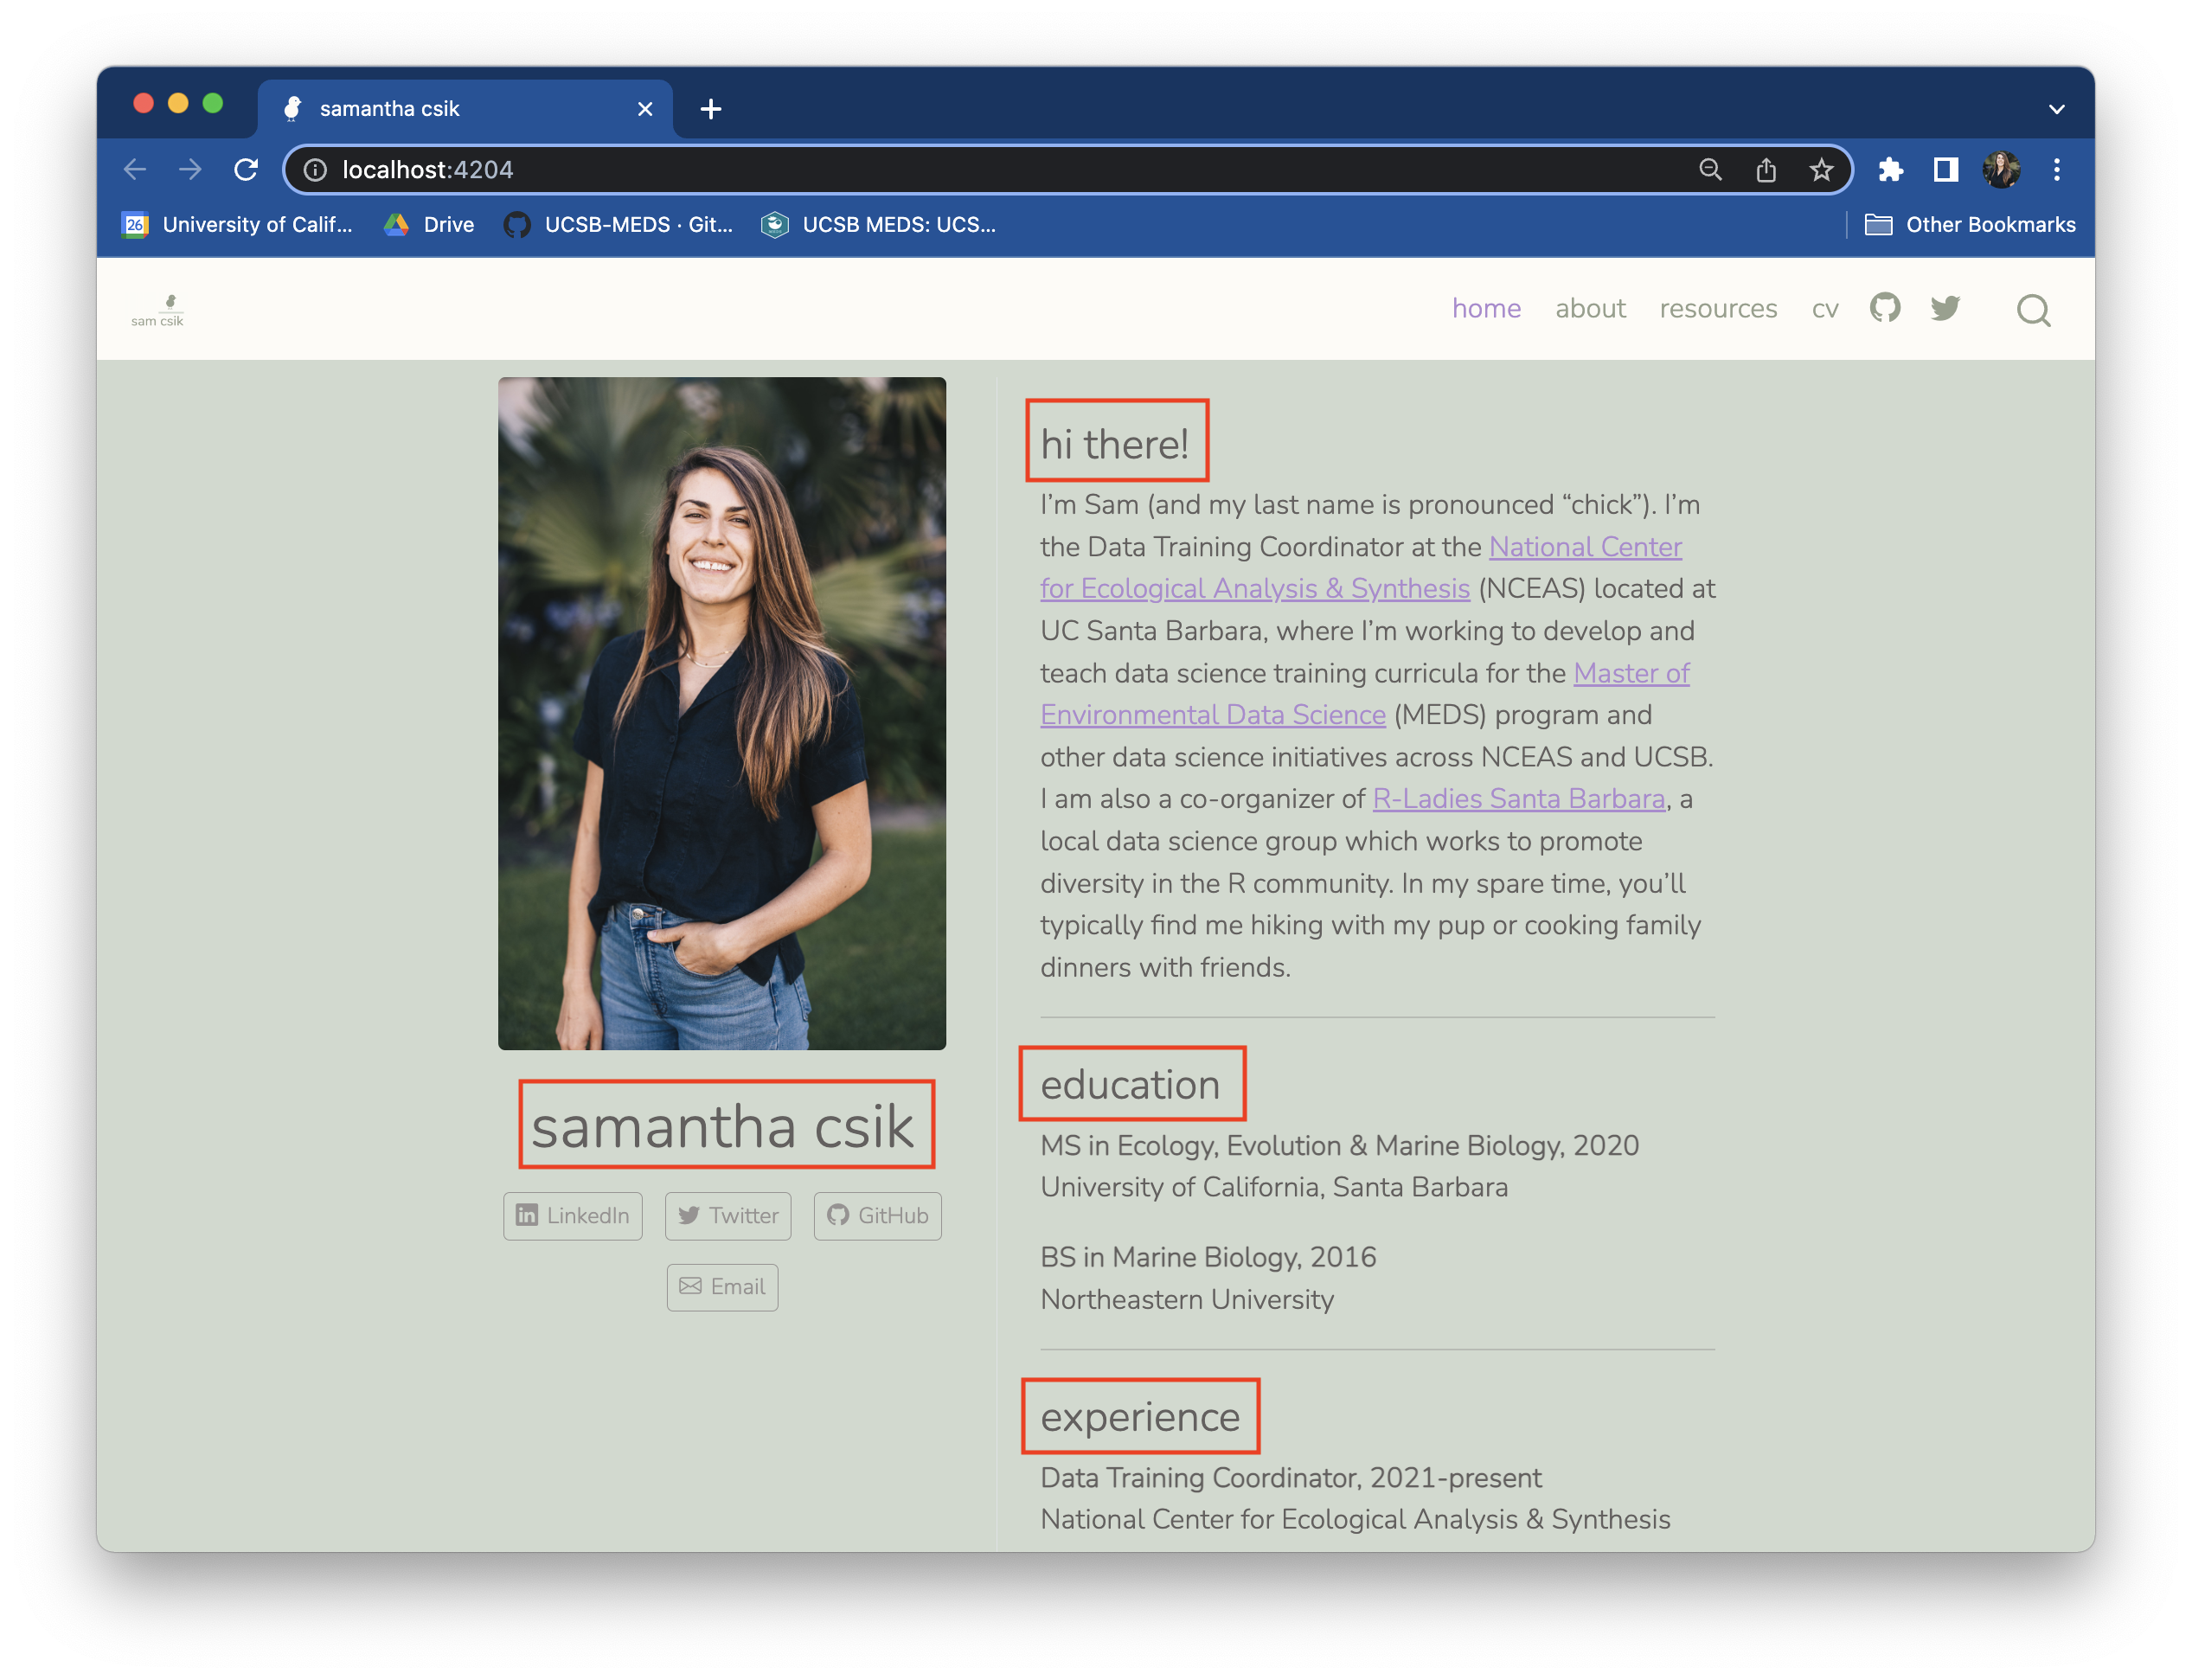 samantha csik
localhost:4204
26 University of Calif...
Drive
UCSB-MEDS · Git...
UCSB MEDS: UCS...
Other Bookmarks
sam csik
home about resources cv
hi there!
I’m Sam (and my last name is pronounced “chick”). I’m
the Data Training Coordinator at the National Center
for Ecological Analysis & Synthesis (NCEAS) located at
UC Santa Barbara, where I’m working to develop and
teach data science training curricula for the Master of
Environmental Data Science (MEDS) program and
other data science initiatives across NCEAS and UCSB.
I am also a co-organizer of R-Ladies Santa Barbara, a
local data science group which works to promote
diversity in the R community. In my spare time, you’ll
typically find me hiking with my pup or cooking family
dinners with friends.
samantha csik
LinkedIn Twitter GitHub
Email
education
MS in Ecology, Evolution & Marine Biology, 2020
University of California, Santa Barbara
BS in Marine Biology, 2016
Northeastern University
experience
Data Training Coordinator, 2021-present
National Center for Ecological Analysis & Synthesis